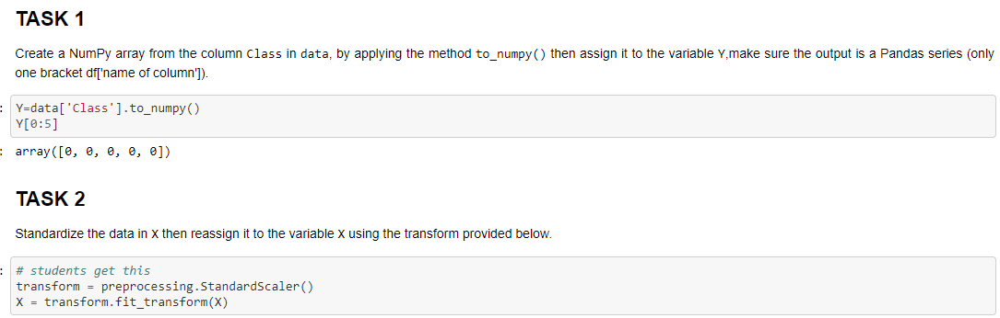 TASK 1
Create a NumPy array from the column Class in data, by applying the method to_numpy() then assign it to the variable Y,make sure the output is a Pandas series (only
one bracket df['name of column']).
: Y=data['Class'].to_numpy()
Y[0:5]
: array([0, 0, 0, 0, 0])
TASK 2
Standardize the data in X then reassign it to the variable X using the transform provided below.
: # students get this
transform = preprocessing.StandardScaler()
X = transform.fit_transform(X)